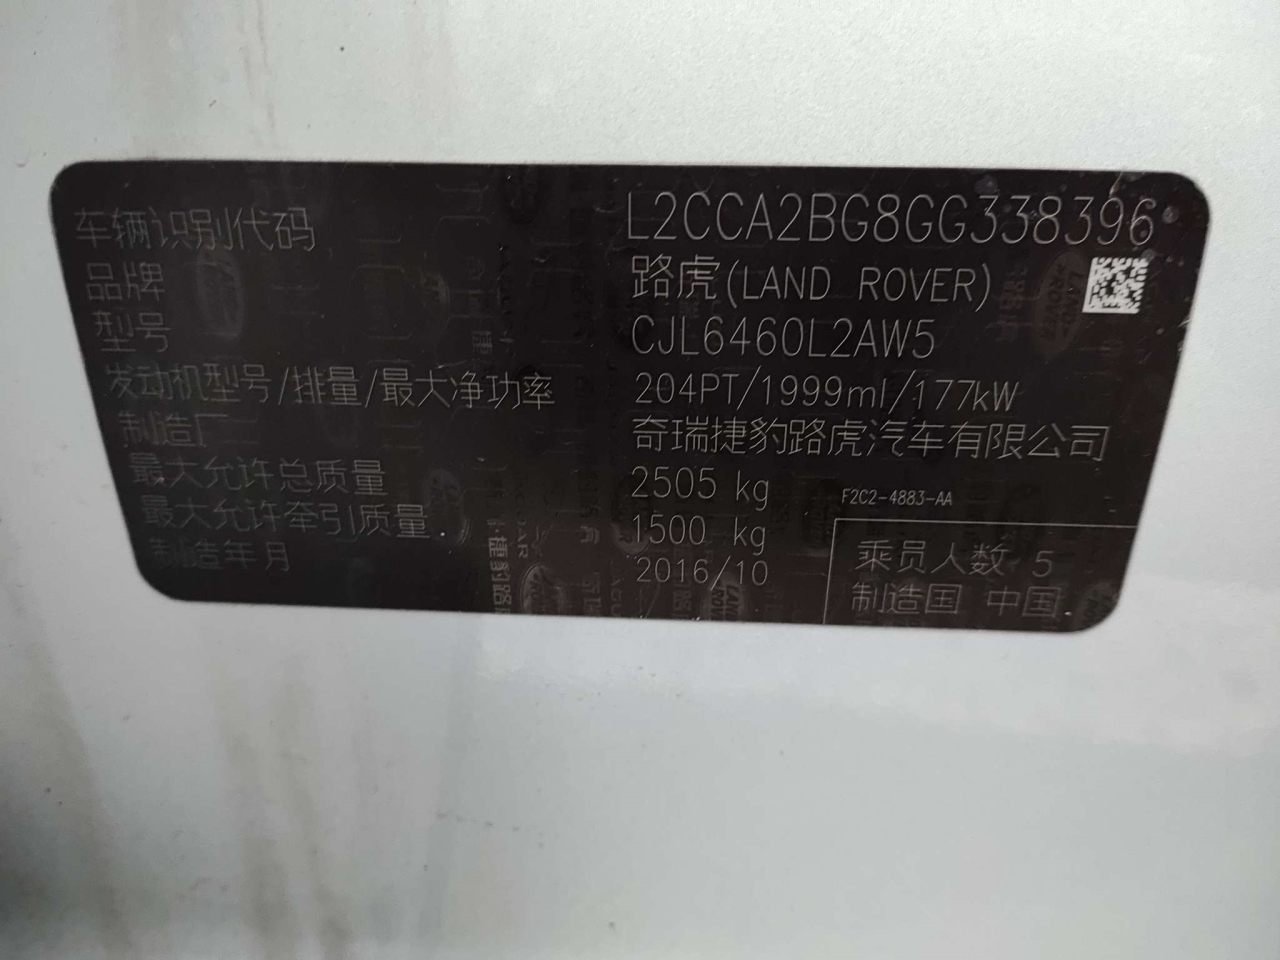 车辆识别代码 L2CCA2BG8GG338396
品牌 路虎(LAND ROVER)
型号 CJL6460L2AW5
发动机型号/排量/最大净功率 204PT/1999ml/177kW
制造厂 奇瑞捷豹路虎汽车有限公司
最大允许总质量 2505 kg
F2C2-4883-AA
最大允许牵引质量 1500 kg
制造年月 2016/10
乘员人数 5
制造国 中国